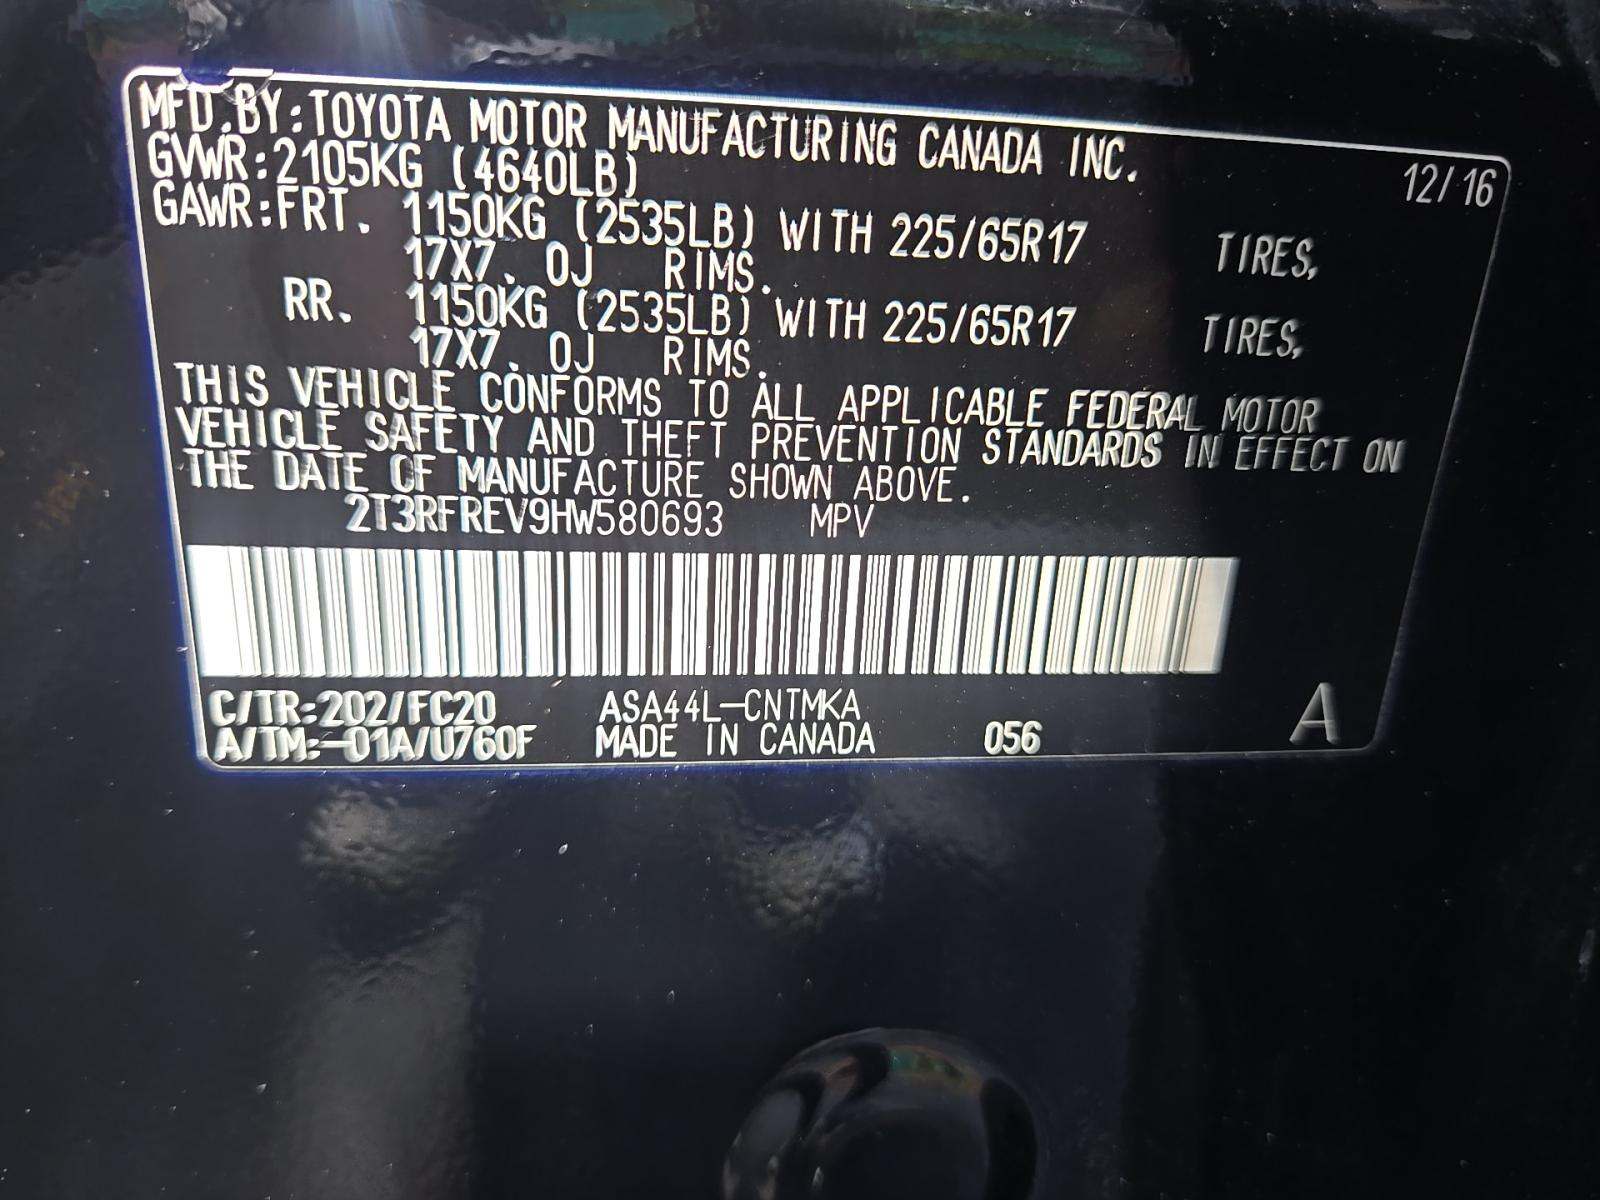 MFD.BY:TOYOTA MOTOR MANUFACTURING CANADA INC.
12/16
GVWR:2105KG (4640LB)
GAWR:FRT. 1150KG (2535LB) WITH 225/65R17 TIRES,
17X7.0J RIMS.
RR. 1150KG (2535LB) WITH 225/65R17 TIRES,
17X7.0J RIMS.
THIS VEHICLE CONFORMS TO ALL APPLICABLE FEDERAL MOTOR
VEHICLE SAFETY AND THEFT PREVENTION STANDARDS IN EFFECT ON
THE DATE OF MANUFACTURE SHOWN ABOVE.
2T3RFREV9HW580693 MPV
C/TR:202/FC20 ASA44L-CNTMKA
A/TM:-01A/U760F MADE IN CANADA 056 A